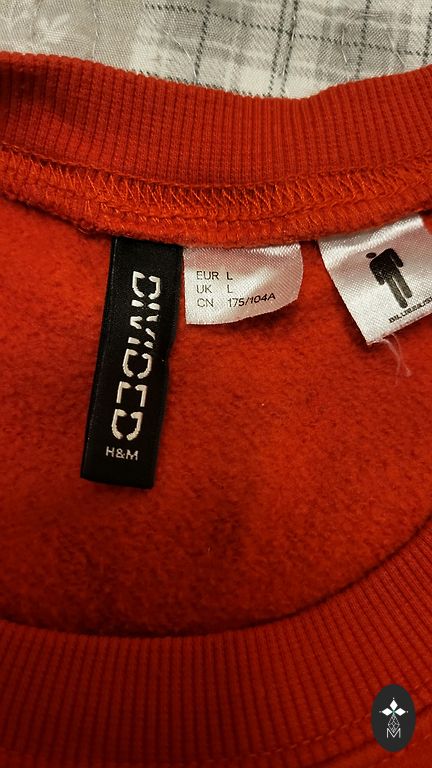 DIVIDED
H&M
EUR L
UK L
CN 175/104A